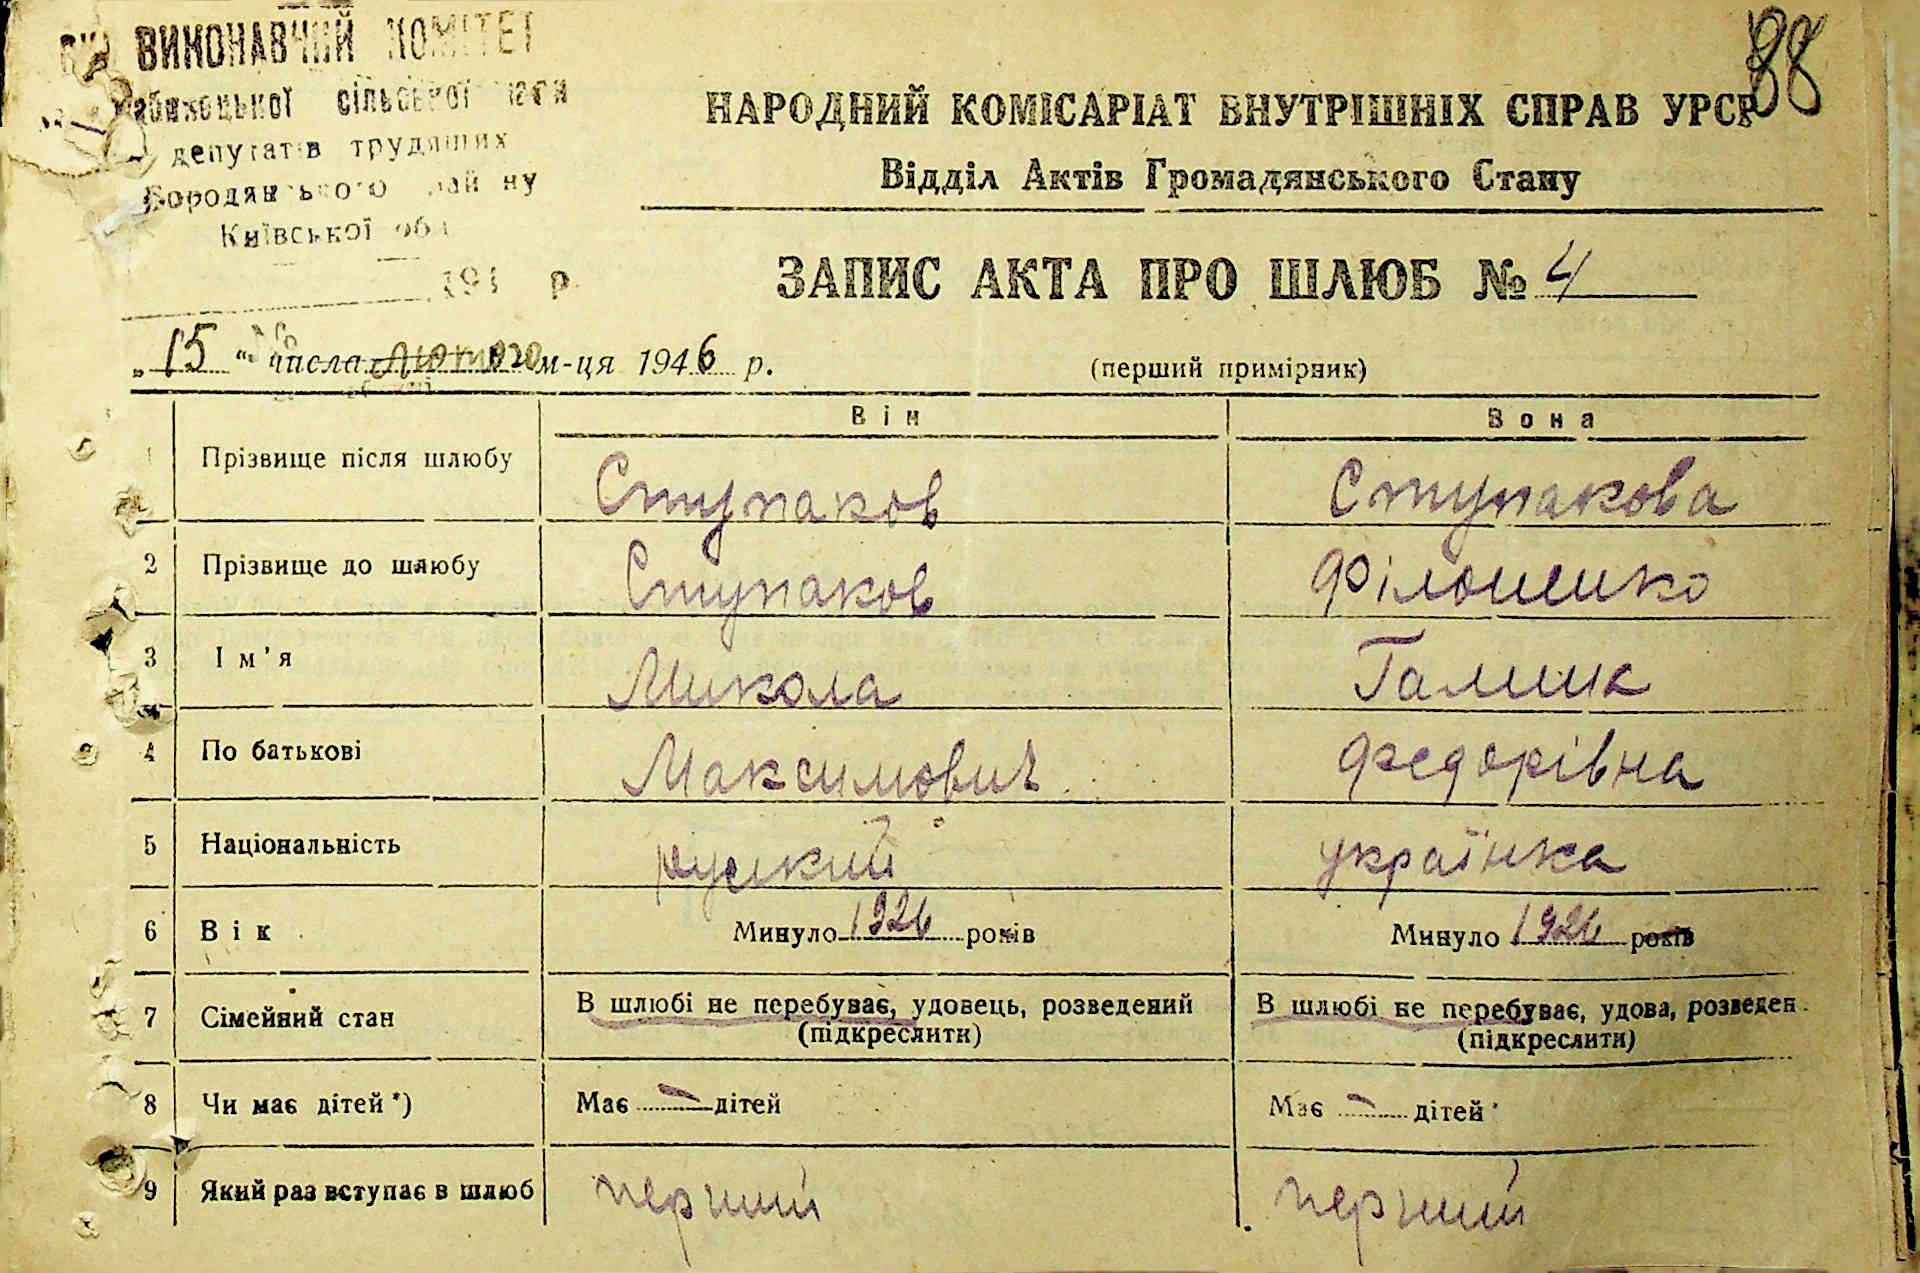 ВИКОНАВЧИЙ КОМІТЕТ
сільської ради
депутатів трудящих
Бородянського району
Київської обл
194 р.
88
НАРОДНИЙ КОМІСАРІАТ ВНУТРІШНІХ СПРАВ УРСР
Відділ Актів Громадянського Стану
ЗАПИС АКТА ПРО ШЛЮБ № 4
„15“ числа лютого м-ця 1946 р.
(перший примірник)
Він Вона
1 Прізвище після шлюбу Ступаков Ступакова
2 Прізвище до шлюбу Ступаков Філоненко
3 Ім'я Микола Галина
4 По батькові Максимович Федорівна
5 Національність руський українка
6 Вік Минуло 1926 років Минуло 1926 років
7 Сімейний стан В шлюбі не перебуває, удовець, розведений В шлюбі не перебуває, удова, розведен.
(підкреслити) (підкреслити)
8 Чи має дітей*) Має — дітей Має — дітей
9 Який раз вступає в шлюб перший перший